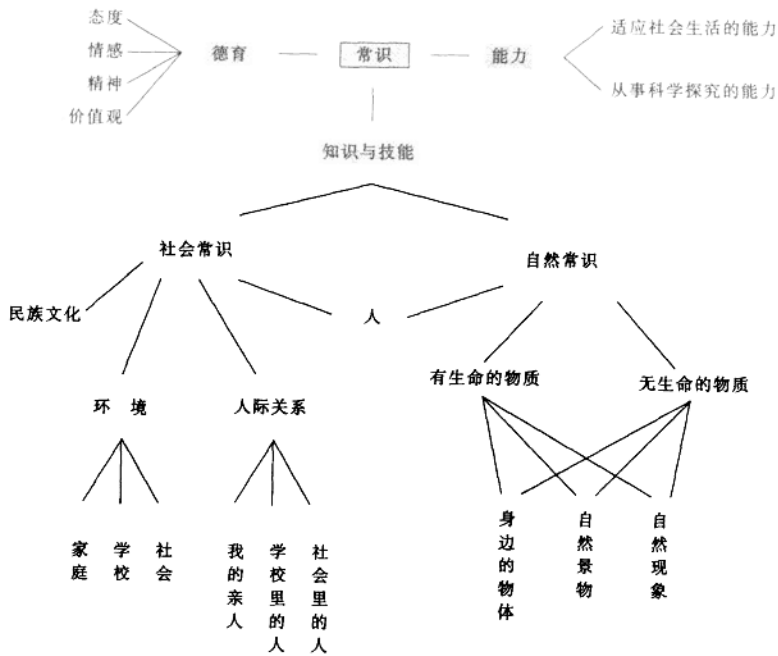 态度
情感
精神
价值观
德育
常识
能力
适应社会生活的能力
从事科学探究的能力
知识与技能
社会常识
自然常识
民族文化
人
有生命的物质
无生命的物质
环 境
人际关系
家庭
学校
社会
我的亲人
学校里的人
社会里的人
身边的物体
自然景物
自然现象